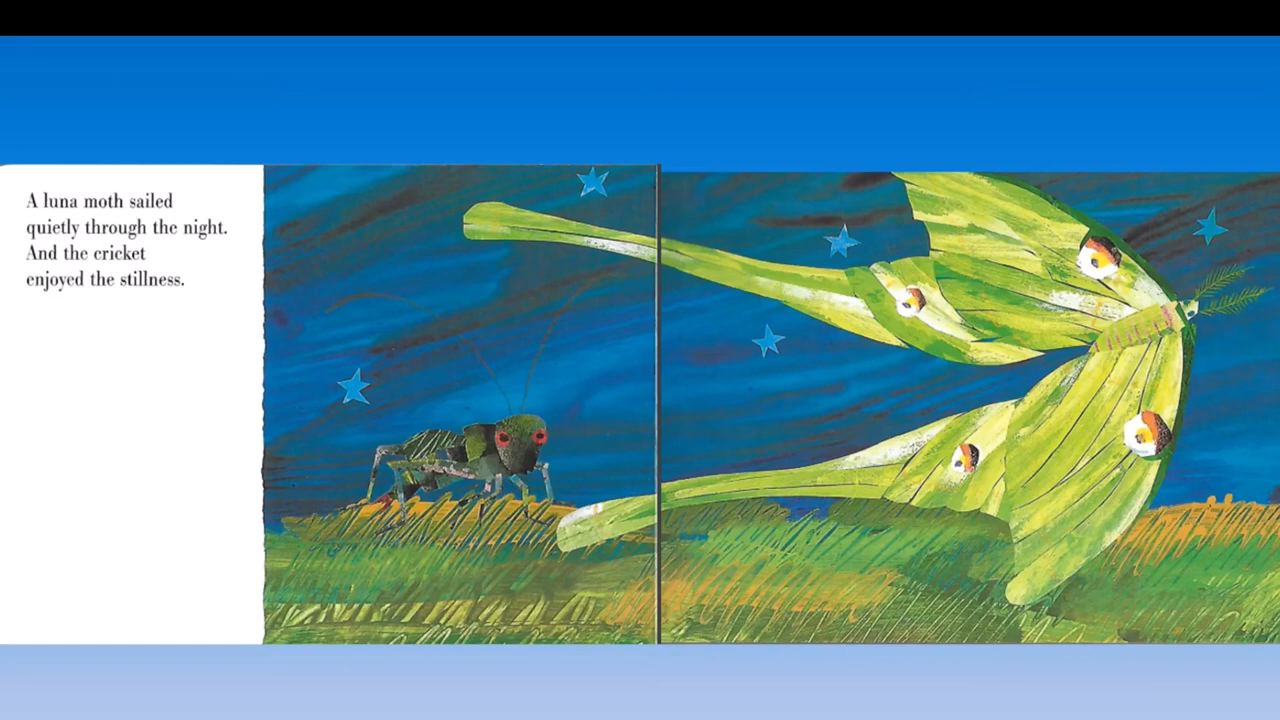 A luna moth sailed
quietly through the night.
And the cricket
enjoyed the stillness.